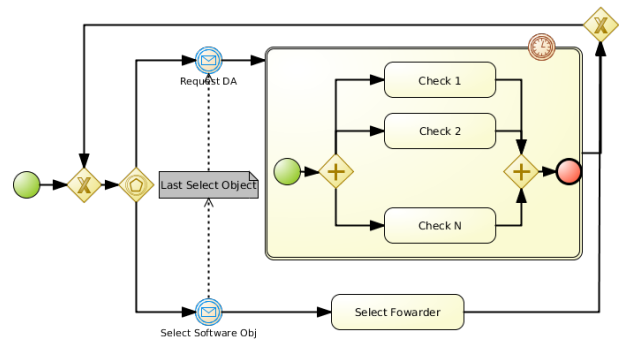 Request DA
Check 1
Check 2
Last Select Object
Check N
Select Fowarder
Select Software Obj